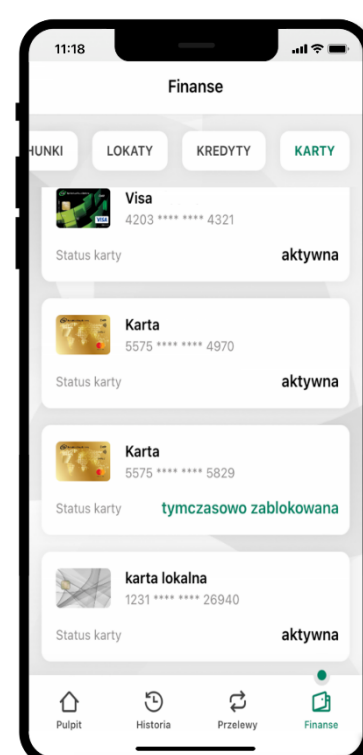 11:18
Finanse
HUNKI LOKATY KREDYTY KARTY
Visa
4203 **** **** 4321
VISA
Status karty aktywna
Karta
5575 **** **** 4970
Status karty aktywna
Karta
5575 **** **** 5829
Status karty tymczasowo zablokowana
karta lokalna
1231 **** **** 26940
Status karty aktywna
Pulpit Historia Przelewy Finanse